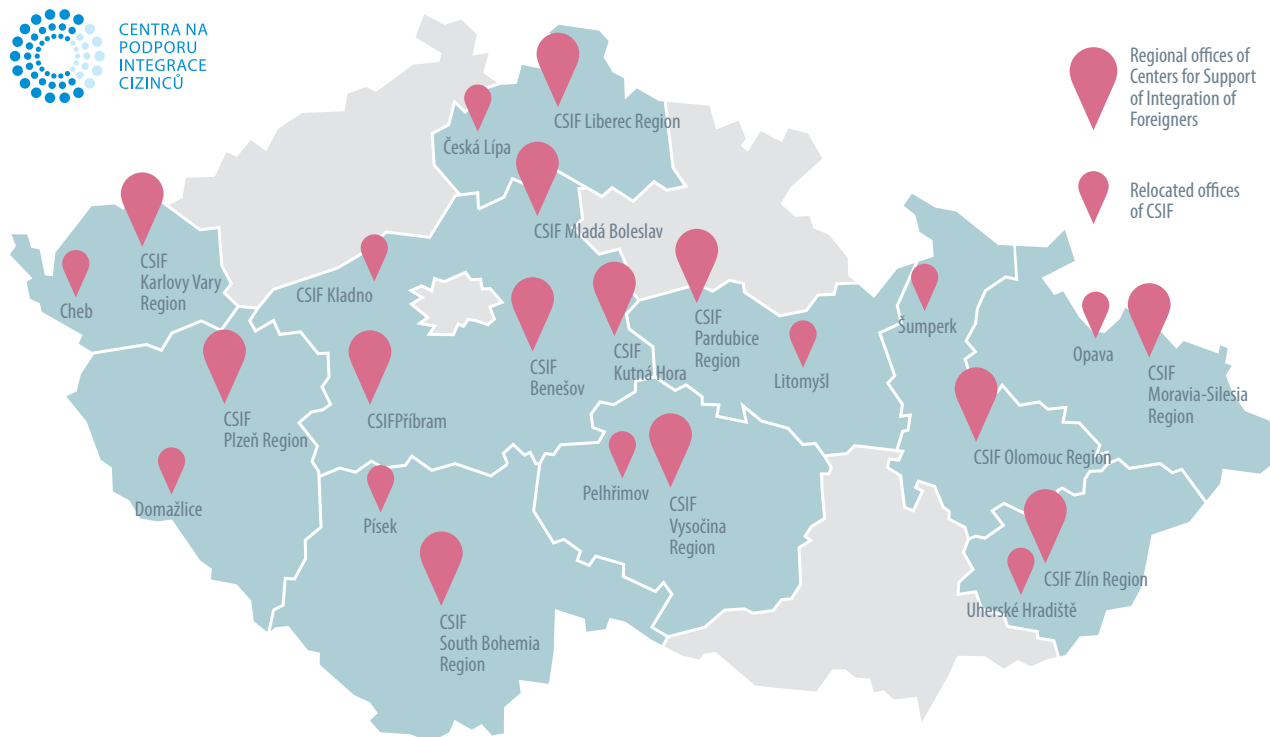 CENTRA NA
PODPORU
INTEGRACE
CIZINCŮ
Regional offices of
Centers for Support
of Integration of
Foreigners
Relocated offices
of CSIF
CSIF Liberec Region
Česká Lípa
CSIF Mladá Boleslav
CSIF
Karlovy Vary
Region
Cheb
CSIF Kladno
CSIF
Benešov
CSIF
Kutná Hora
CSIF
Pardubice
Region
Litomyšl
Šumperk
Opava
CSIF
Moravia-Silesia
Region
CSIF
Plzeň Region
CSIFPříbram
CSIF Olomouc Region
Domažlice
Písek
Pelhřimov
CSIF
Vysočina
Region
CSIF Zlín Region
Uherské Hradiště
CSIF
South Bohemia
Region